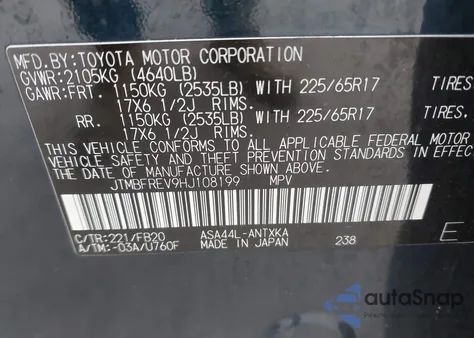 MFD.BY:TOYOTA MOTOR CORPORATION
GVWR:2105KG (4640LB)
GAWR:FRT. 1150KG (2535LB) WITH 225/65R17 TIRES
17X6 1/2J RIMS.
RR. 1150KG (2535LB) WITH 225/65R17 TIRES,
17X6 1/2J RIMS.
THIS VEHICLE CONFORMS TO ALL APPLICABLE FEDERAL MOTOR
VEHICLE SAFETY AND THEFT PREVENTION STANDARDS IN EFFEC
THE DATE OF MANUFACTURE SHOWN ABOVE.
JTMBFREV9HJ108199 MPV
C/TR:221/FB20 ASA44L-ANTXKA
A/TM:-03A/U760F MADE IN JAPAN 238 E
autoSnap